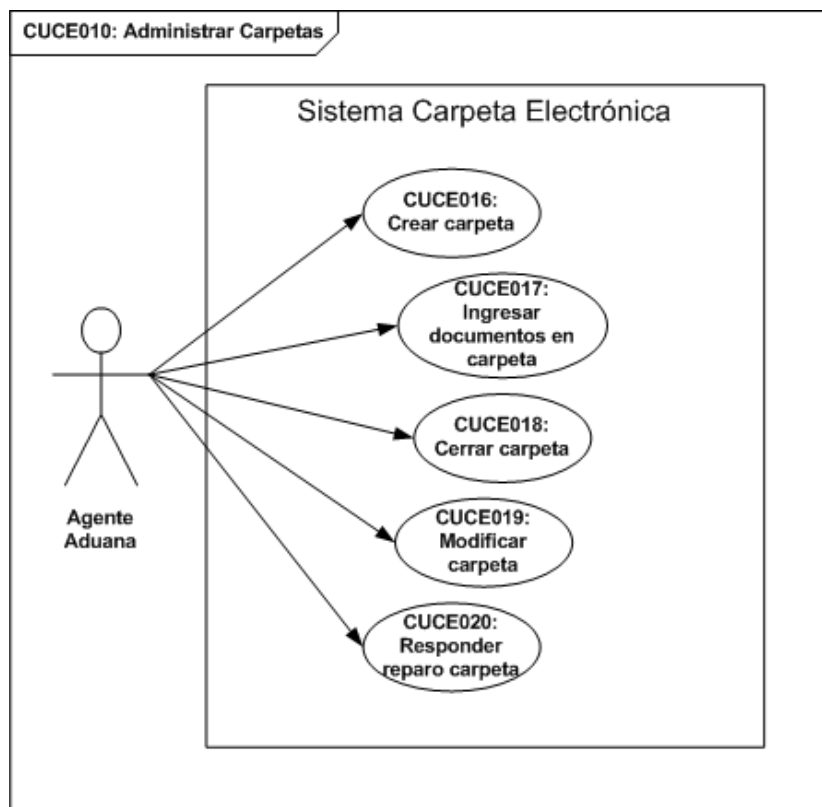 CUCE010: Administrar Carpetas
Sistema Carpeta Electrónica
CUCE016:
Crear carpeta
CUCE017:
Ingresar
documentos en
carpeta
CUCE018:
Cerrar carpeta
CUCE019:
Modificar
carpeta
CUCE020:
Responder
reparo carpeta
Agente
Aduana